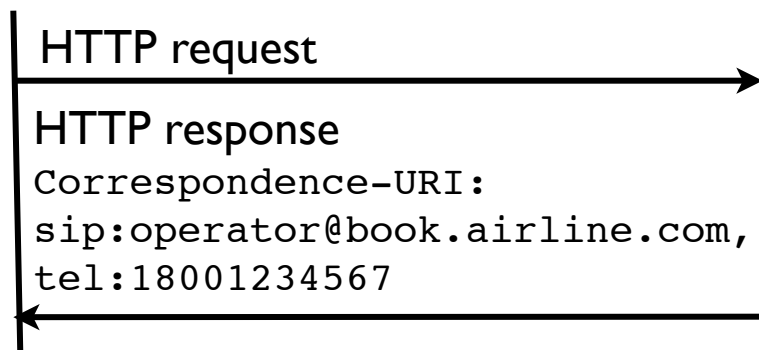 HTTP request
HTTP response
Correspondence-URI:
sip:operator@book.airline.com,
tel:18001234567